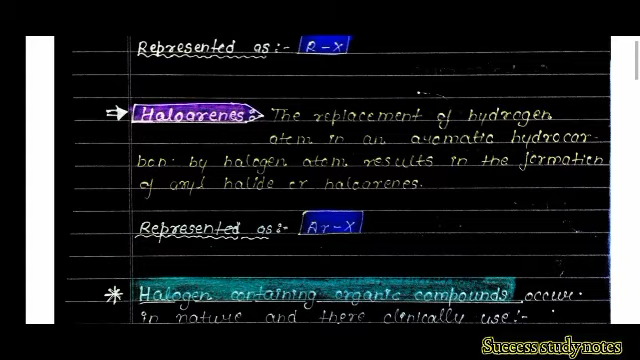 Represented as:- R-X
⇒ Haloarenes:- The replacement of hydrogen
atom in an aromatic hydrocar-
bon. by halogen atom results in the formation
of aryl halide or haloarenes.
Represented as:- Ar-X
* Halogen containing organic compounds occur.
in nature and there clinically use:-
Success study notes